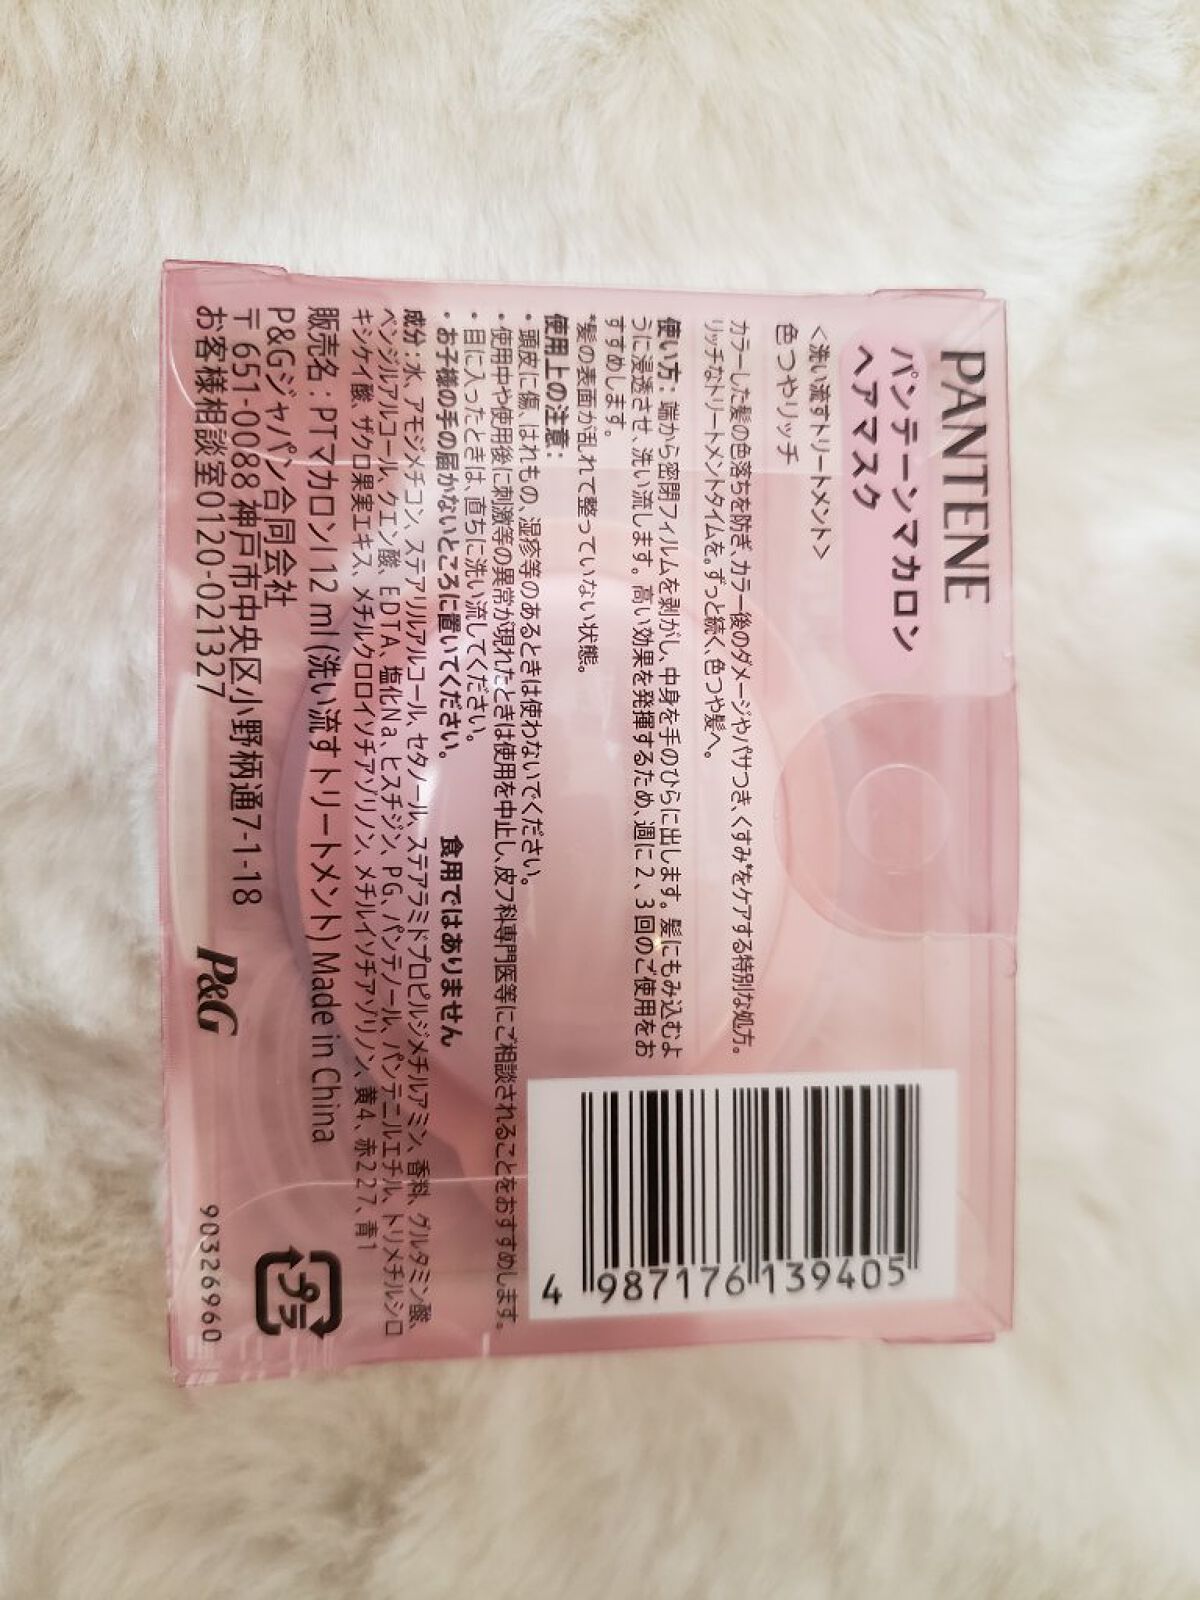 PANTENE
パンテーンマカロン
ヘアマスク
<洗い流すトリートメント>
色つやリッチ
カラーした髪の色落ちを防ぎ、カラー後のダメージやパサつき、くすみ*をケアする特別な処方。
リッチなトリートメントタイムを。ずっと続く、色つや髪へ。
使い方：端から密閉フィルムを剥がし、中身を手のひらに出します。髪にもみ込むよ
うに浸透させ、洗い流します。高い効果を発揮するため、週に2、3回のご使用をお
すすめします。
*髪の表面が乱れて整っていない状態。
使用上の注意：
・頭皮に傷、はれもの、湿疹等のあるときは使わないでください。
・使用中や使用後に刺激等の異常が現れたときは使用を中止し、皮フ科専門医等にご相談されることをおすすめします。
・目に入ったときは、直ちに洗い流してください。
・お子様の手の届かないところに置いてください。 食用ではありません
成分：水、アモジメチコン、ステアリルアルコール、セタノール、ステアラミドプロピルジメチルアミン、香料、グルタミン酸、
ベンジルアルコール、クエン酸、EDTA、塩化Na、ヒスチジン、PG、パンテノール、パンテニルエチル、トリメチルシロ
キシケイ酸、ザクロ果実エキス、メチルクロロイソチアゾリノン、メチルイソチアゾリノン、黄4、赤227、青1
販売名：PTマカロンI 12 ml (洗い流すトリートメント) Made in China
P&Gジャパン合同会社
〒651-0088 神戸市中央区小野柄通7-1-18
お客様相談室0120-021327
P&G
プラ
90326960
4 987176 139405